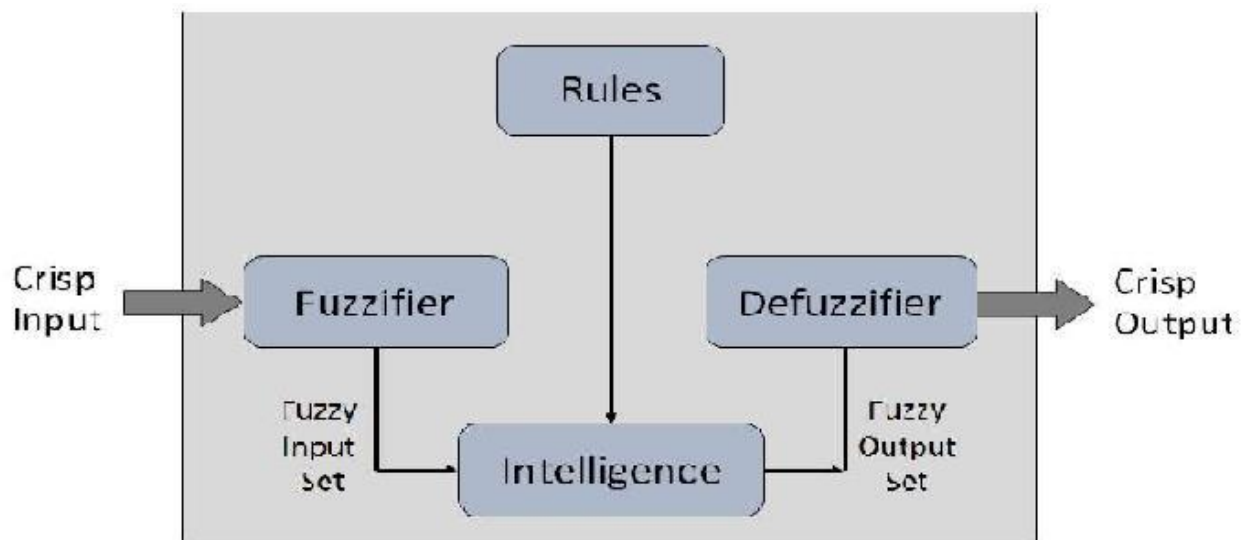 Rules
Crisp
Input
Fuzzifier
Defuzzifier
Crisp
Output
Fuzzy
Input
Set
Intelligence
Fuzzy
Output
Set